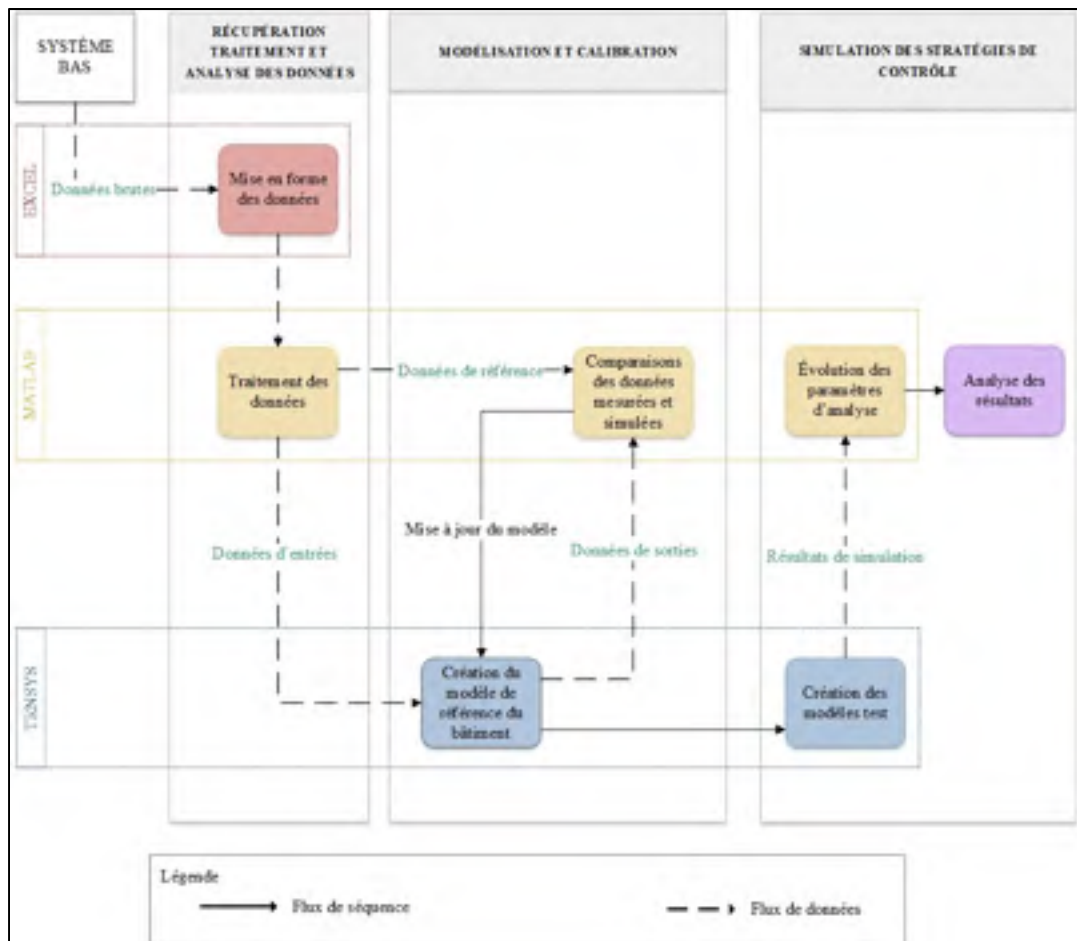 SYSTÈME
BAS
RÉCUPÉRATION
TRAITEMENT ET
ANALYSE DES DONNÉES
MODÉLISATION ET CALIBRATION
SIMULATION DES STRATÉGIES DE
CONTRÔLE
EXCEL
Données brutes
Mise en forme
des données
MATLAB
Traitement des
données
Données de référence
Comparaisons
des données
mesurées et
simulées
Évolution des
paramètres
d'analyse
Analyse des
résultats
Mise à jour du modèle
Données d'entrées
Données de sorties
Résultats de simulation
TRNSYS
Création du
modèle de
référence du
bâtiment
Création des
modèles test
Légende
Flux de séquence
Flux de données